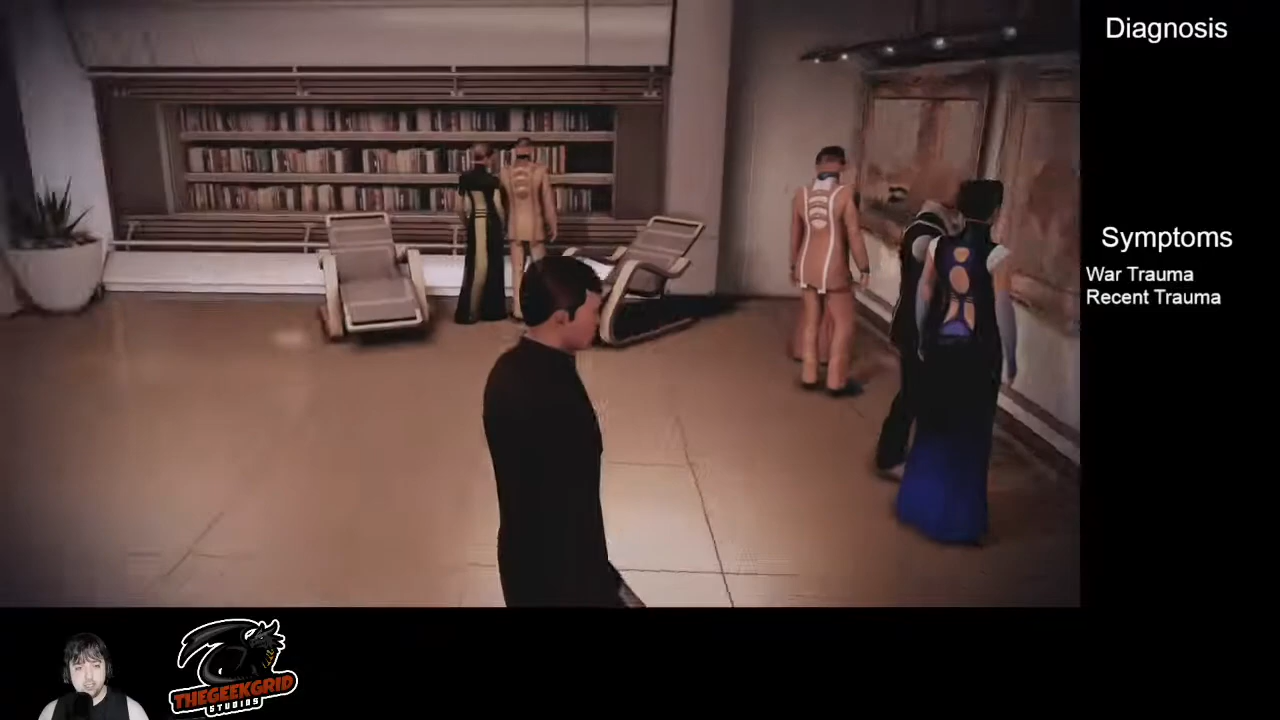 Diagnosis
Symptoms
War Trauma
Recent Trauma
THEGEEKGRID
STUDIOS